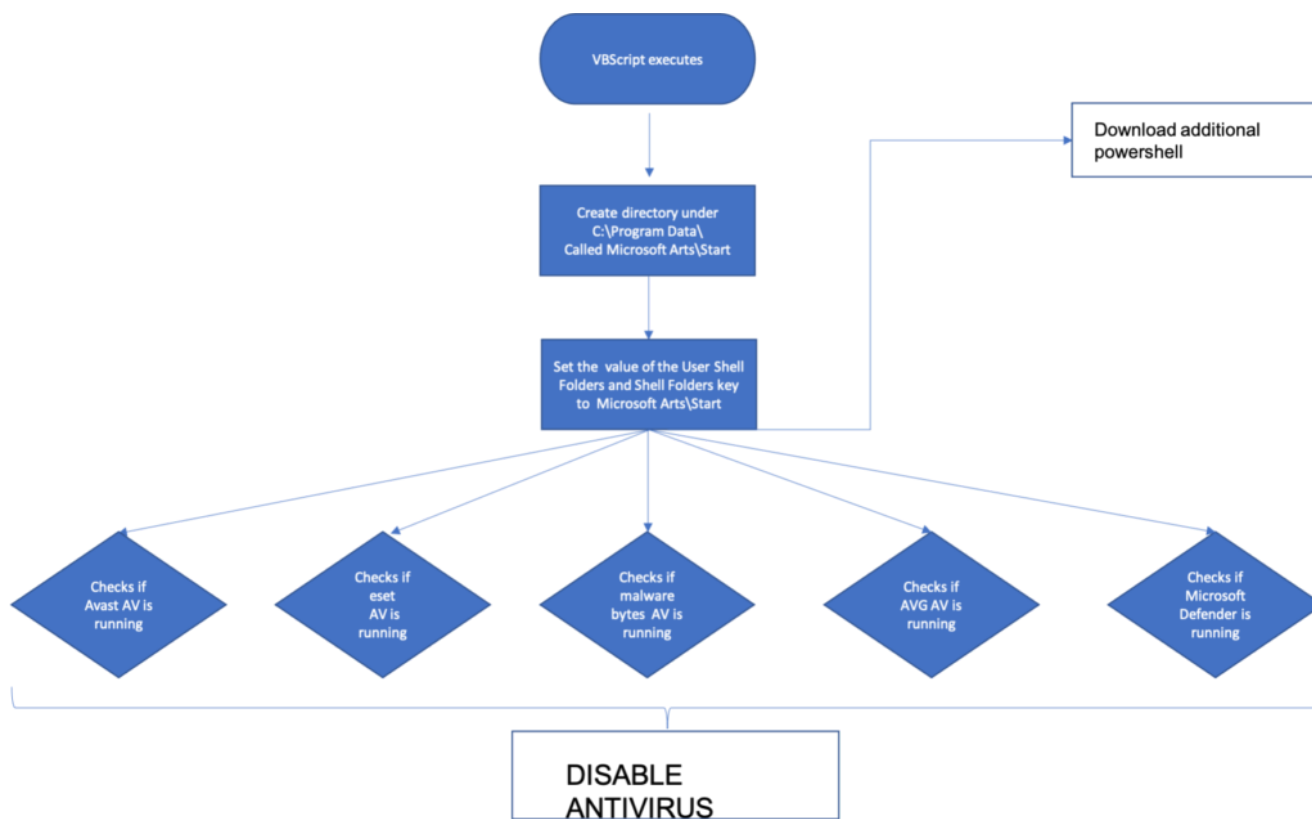 VBScript executes
Download additional
powershell
Create directory under
C:\Program Data\
Called Microsoft Arts\Start
Set the value of the User Shell
Folders and Shell Folders key
to Microsoft Arts\Start
Checks if
Avast AV is
running
Checks if
eset
AV is
running
Checks if
malware
bytes AV is
running
Checks if
AVG AV is
running
Checks if
Microsoft
Defender is
running
DISABLE
ANTIVIRUS